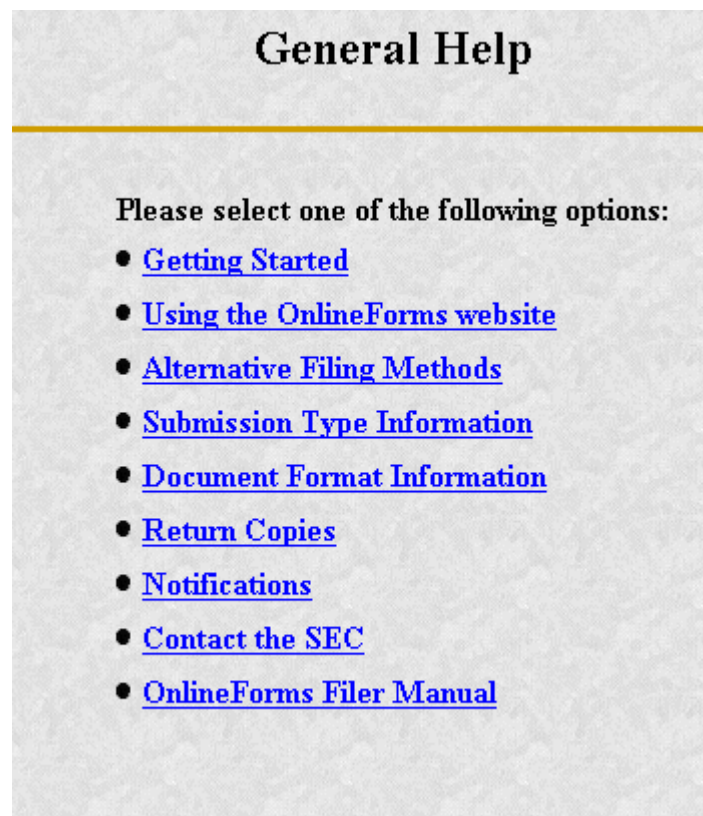 General Help
Please select one of the following options:
Getting Started
Using the OnlineForms website
Alternative Filing Methods
Submission Type Information
Document Format Information
Return Copies
Notifications
Contact the SEC
OnlineForms Filer Manual